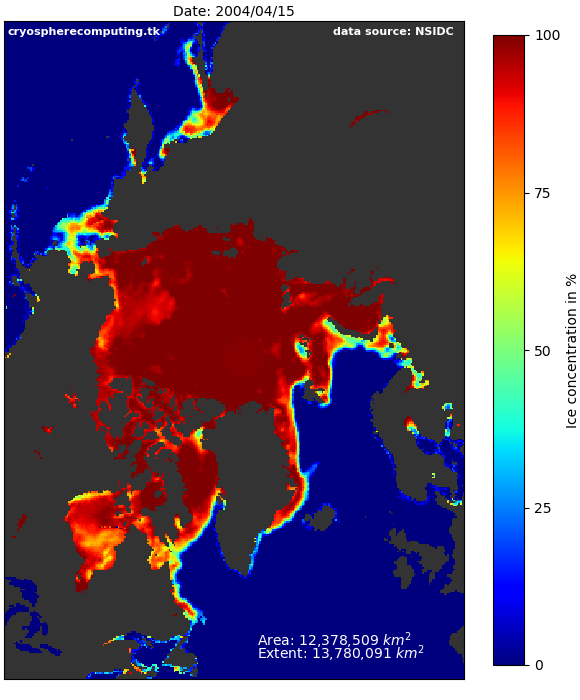 Date: 2004/04/15
cryospherecomputing.tk
data source: NSIDC
100
75
50
25
0
Ice concentration in %
Area: 12,378,509 km²
Extent: 13,780,091 km²